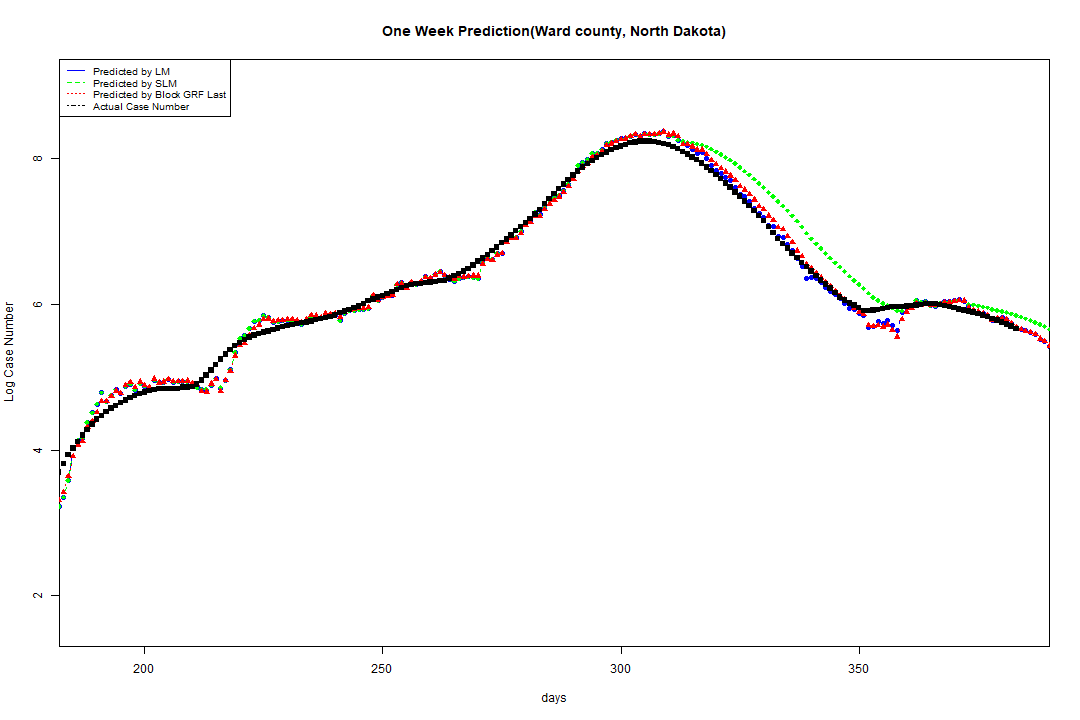 One Week Prediction(Ward county, North Dakota)
Predicted by LM
Predicted by SLM
Predicted by Block GRF Last
Actual Case Number
8
6
4
2
Log Case Number
200 250 300 350
days